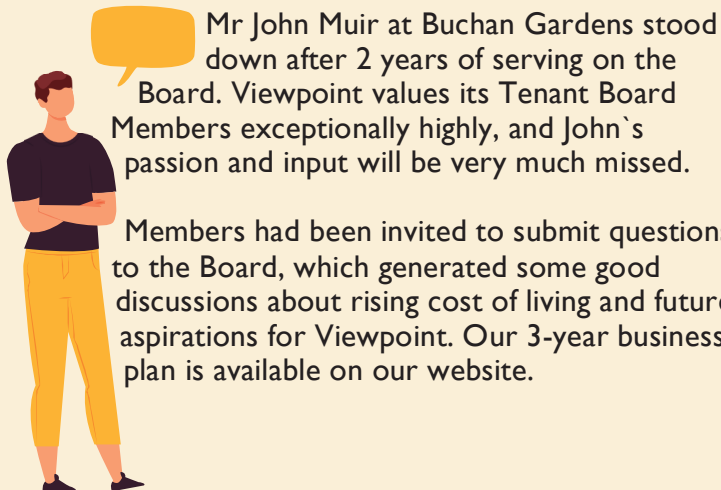 Mr John Muir at Buchan Gardens stood
down after 2 years of serving on the
Board. Viewpoint values its Tenant Board
Members exceptionally highly, and John`s
passion and input will be very much missed.
Members had been invited to submit question
to the Board, which generated some good
discussions about rising cost of living and future
aspirations for Viewpoint. Our 3-year business
plan is available on our website.